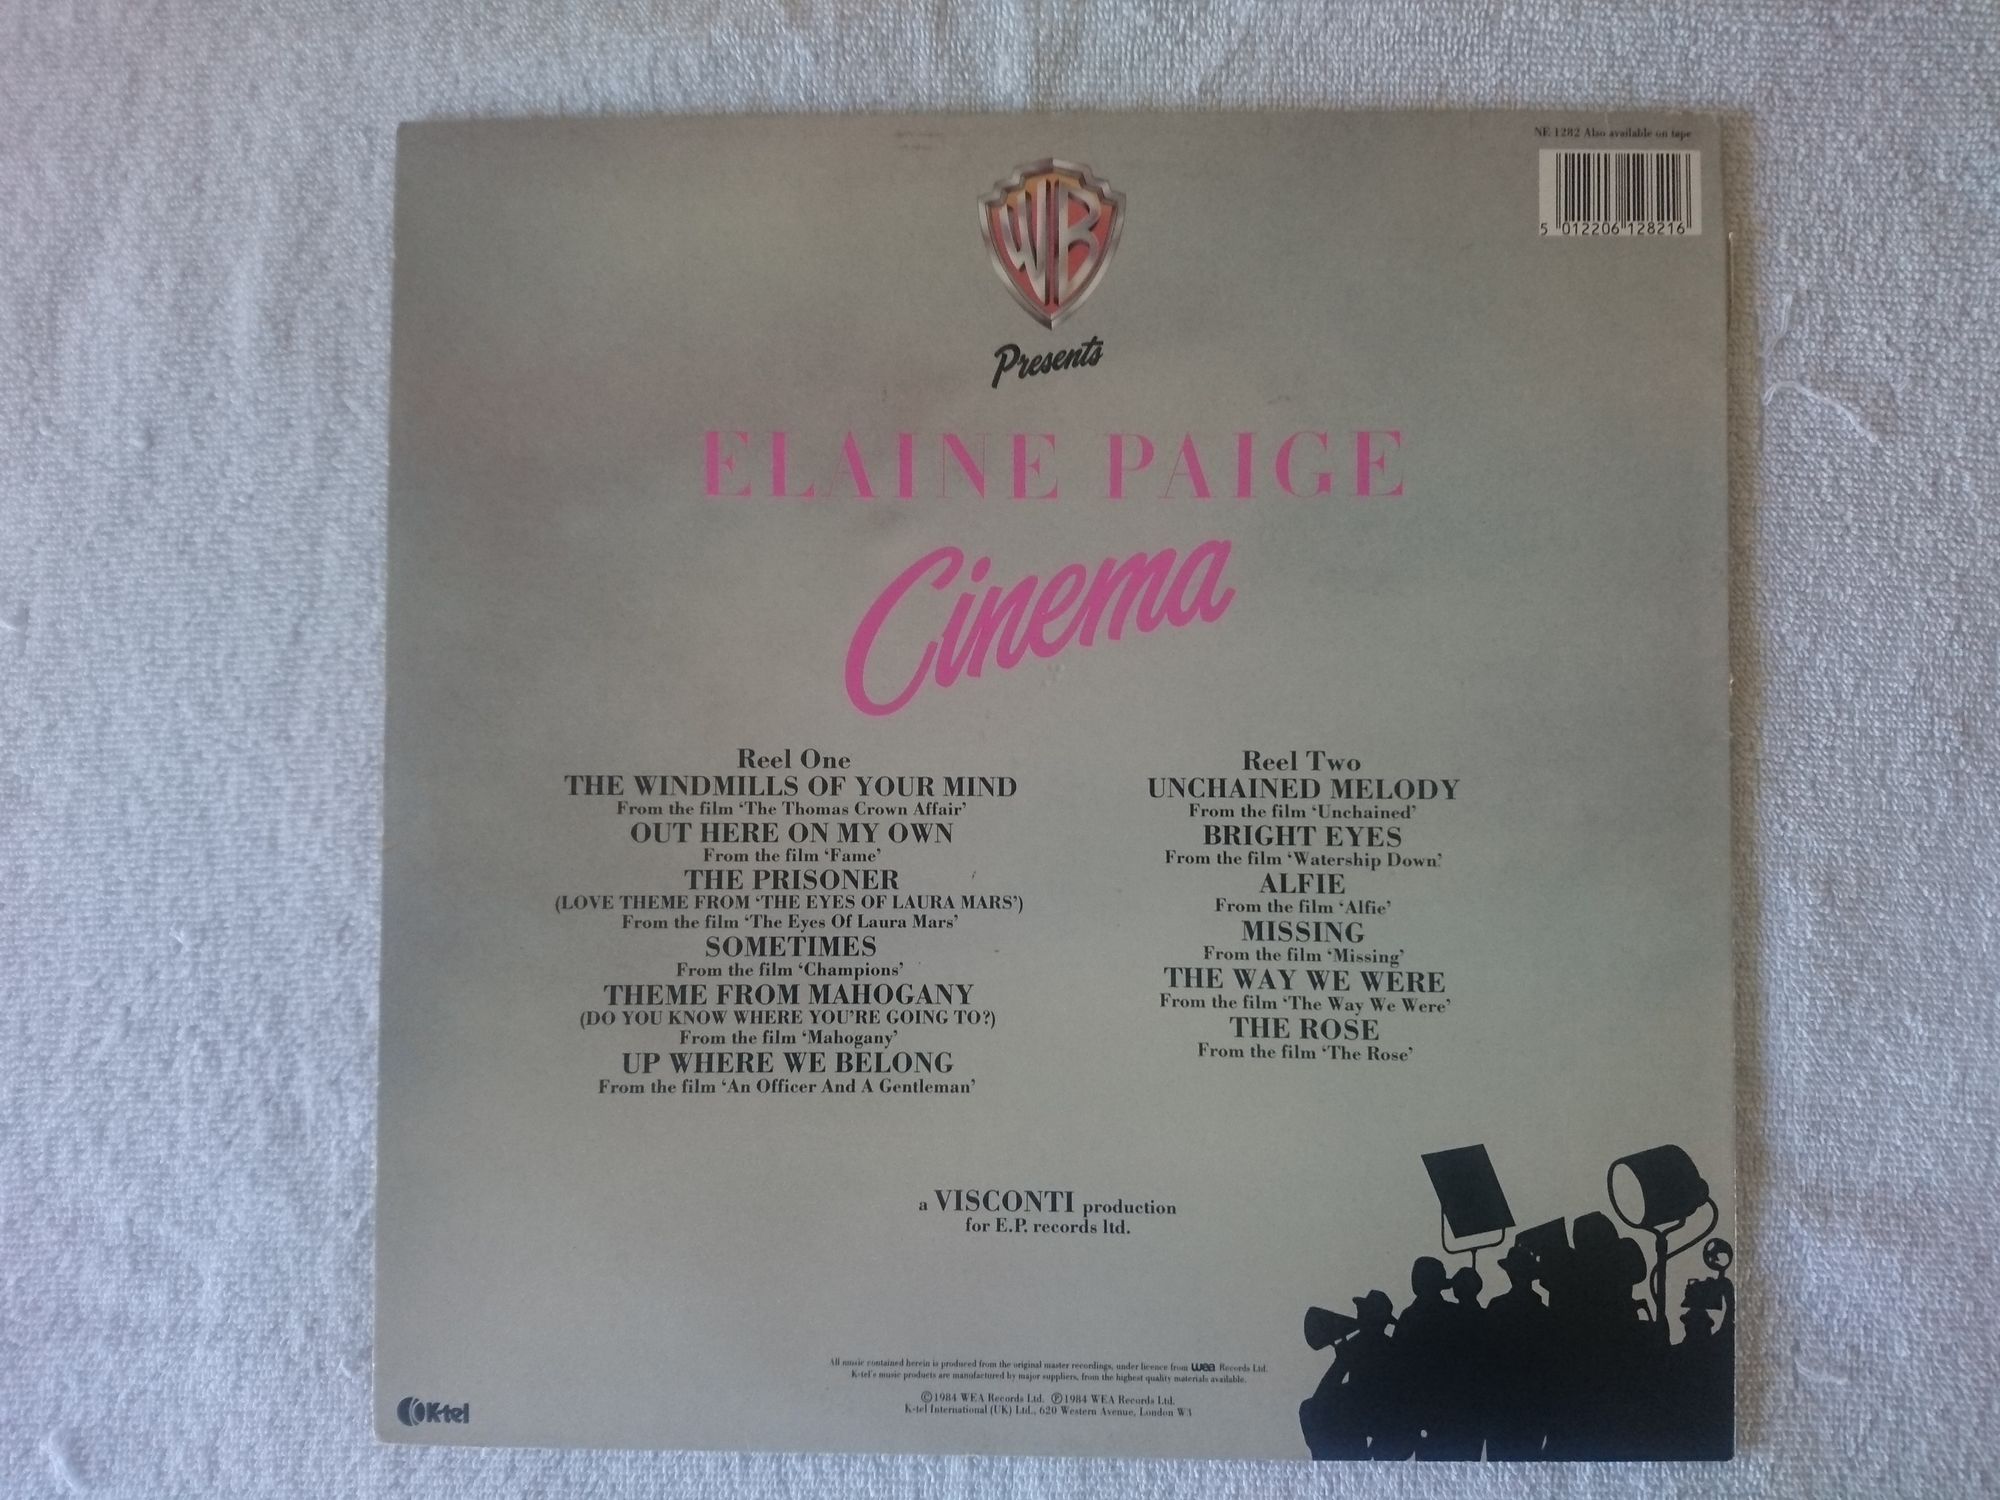 NE 1282 Also available on tape
5 012206 128216
WB
Presents
ELAINE PAIGE
Cinema
Reel One
THE WINDMILLS OF YOUR MIND
From the film ‘The Thomas Crown Affair’
OUT HERE ON MY OWN
From the film ‘Fame’
THE PRISONER
(LOVE THEME FROM ‘THE EYES OF LAURA MARS’)
From the film ‘The Eyes Of Laura Mars’
SOMETIMES
From the film ‘Champions’
THEME FROM MAHOGANY
(DO YOU KNOW WHERE YOU’RE GOING TO?)
From the film ‘Mahogany’
UP WHERE WE BELONG
From the film ‘An Officer And A Gentleman’
Reel Two
UNCHAINED MELODY
From the film ‘Unchained’
BRIGHT EYES
From the film ‘Watership Down’
ALFIE
From the film ‘Alfie’
MISSING
From the film ‘Missing’
THE WAY WE WERE
From the film ‘The Way We Were’
THE ROSE
From the film ‘The Rose’
a VISCONTI production
for E.P. records ltd.
All music contained herein is produced from the original master recordings, under licence from wea Records Ltd.
K-tel’s music products are manufactured by major suppliers, from the highest quality materials available.
©1984 WEA Records Ltd. ℗1984 WEA Records Ltd.
K-tel International (UK) Ltd., 620 Western Avenue, London W3
K-tel